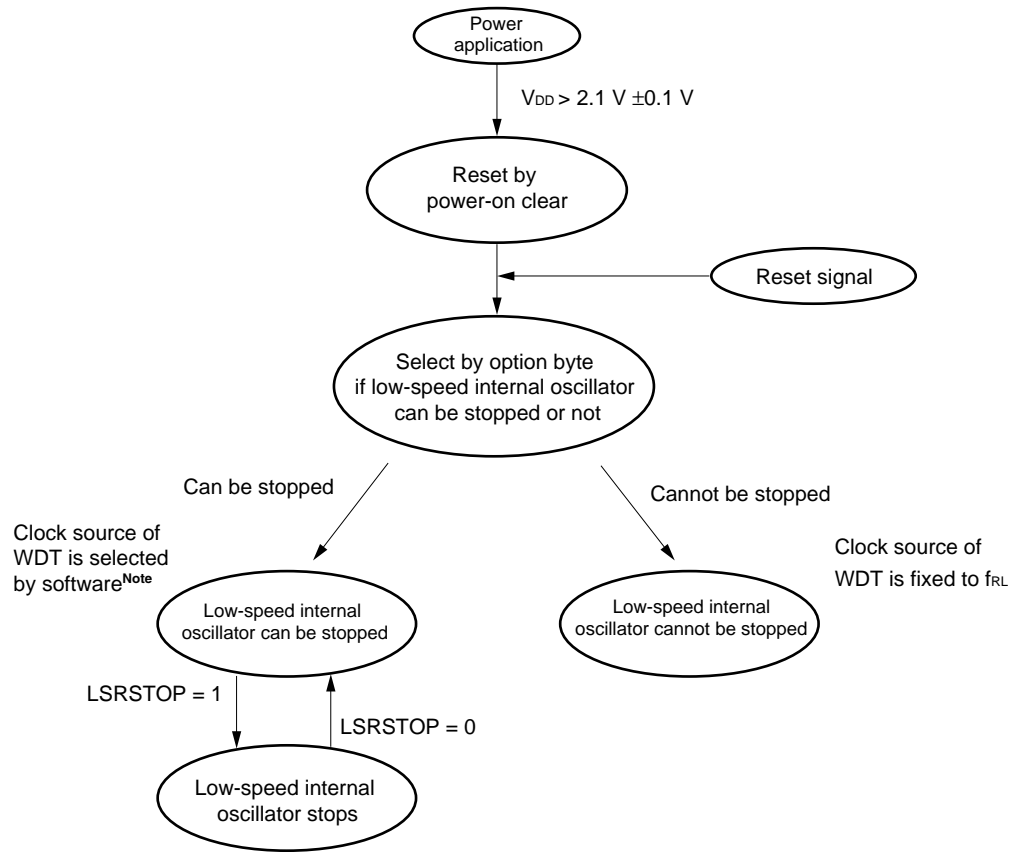 Power
application
VDD > 2.1 V ±0.1 V
Reset by
power-on clear
Reset signal
Select by option byte
if low-speed internal oscillator
can be stopped or not
Can be stopped
Cannot be stopped
Clock source of
WDT is selected
by softwareNote
Clock source of
WDT is fixed to fRL
Low-speed internal
oscillator can be stopped
Low-speed internal
oscillator cannot be stopped
LSRSTOP = 1
LSRSTOP = 0
Low-speed internal
oscillator stops